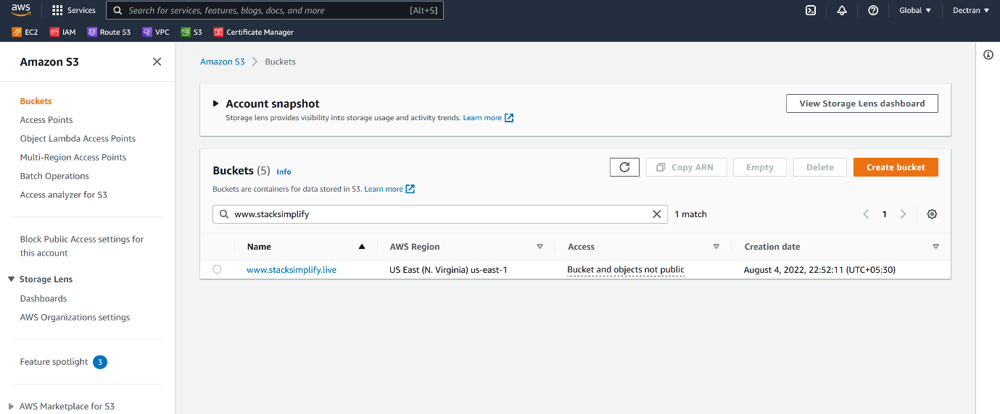 aws
Services
Search for services, features, blogs, docs, and more
[Alt+S]
Global
Dectran
EC2
IAM
Route 53
VPC
S3
Certificate Manager
Amazon S3
Buckets
Access Points
Object Lambda Access Points
Multi-Region Access Points
Batch Operations
Access analyzer for S3
Block Public Access settings for
this account
Storage Lens
Dashboards
AWS Organizations settings
Feature spotlight 3
AWS Marketplace for S3
Amazon S3 > Buckets
Account snapshot
Storage lens provides visibility into storage usage and activity trends. Learn more
View Storage Lens dashboard
Buckets (5) Info
Buckets are containers for data stored in S3. Learn more
Copy ARN
Empty
Delete
Create bucket
www.stacksimplify
1 match
1
Name AWS Region Access Creation date
www.stacksimplify.live US East (N. Virginia) us-east-1 Bucket and objects not public August 4, 2022, 22:52:11 (UTC+05:30)